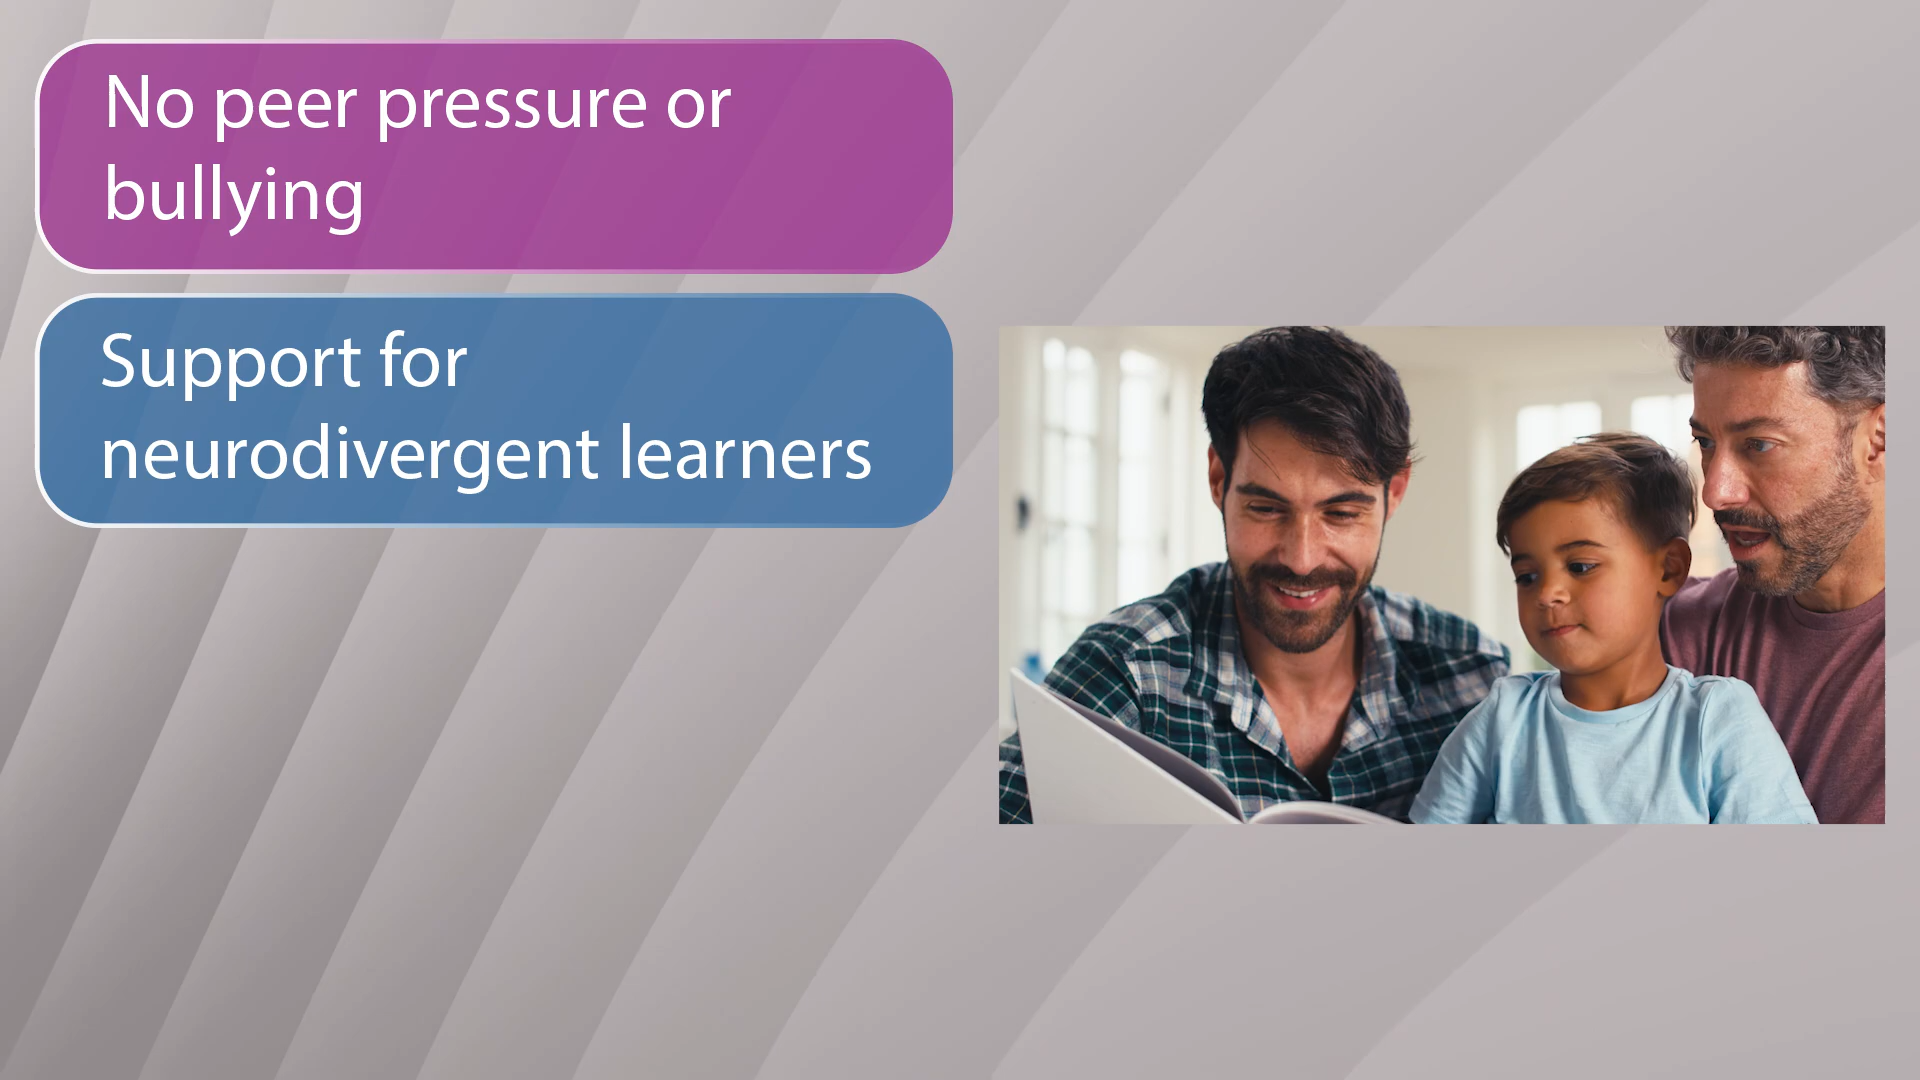 No peer pressure or
bullying
Support for
neurodivergent learners